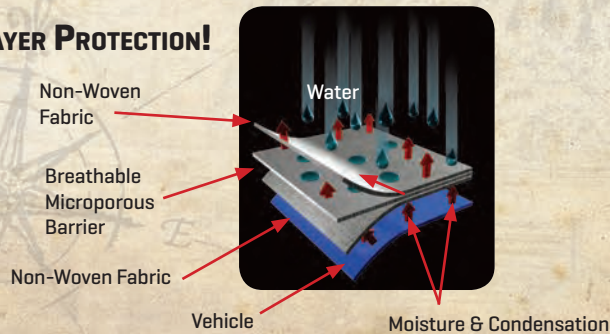 AYER PROTECTION!
Non-Woven
Fabric
Water
Breathable
Microporous
Barrier
Non-Woven Fabric
Vehicle
Moisture & Condensation